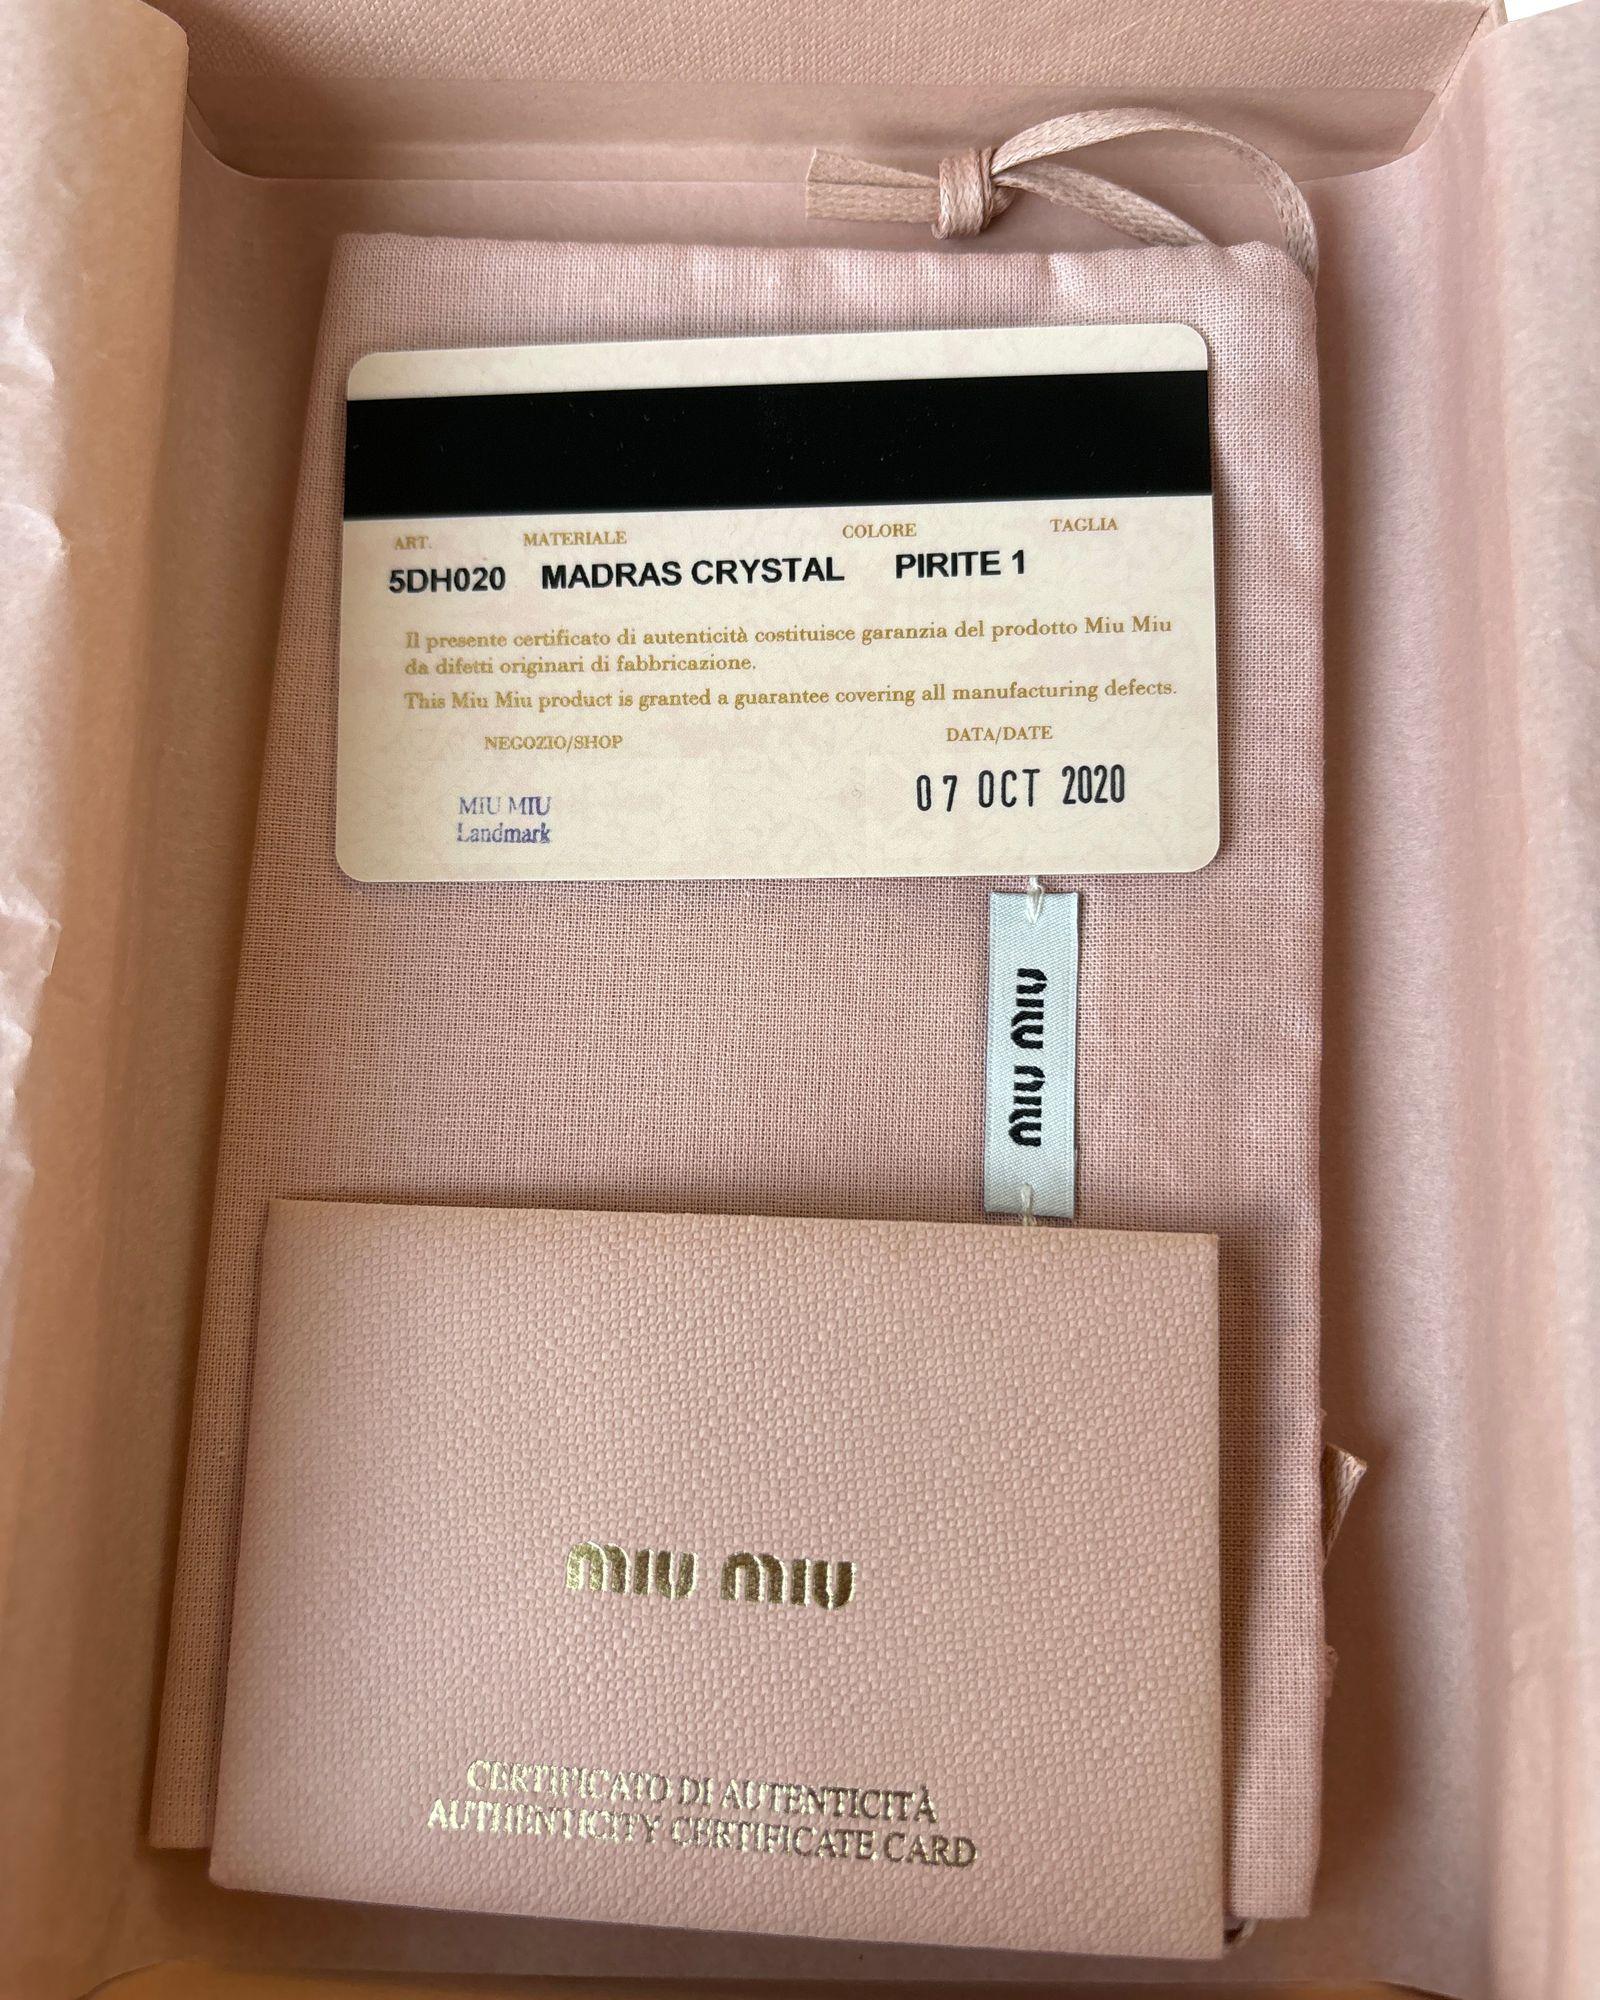 ART. MATERIALE COLORE TAGLIA
5DH020 MADRAS CRYSTAL PIRITE 1
Il presente certificato di autenticità costituisce garanzia del prodotto Miu Miu
da difetti originari di fabbricazione.
This Miu Miu product is granted a guarantee covering all manufacturing defects.
NEGOZIO/SHOP DATA/DATE
MIU MIU
Landmark
07 OCT 2020
MIU MIU
MIU MIU
CERTIFICATO DI AUTENTICITÀ
AUTHENTICITY CERTIFICATE CARD